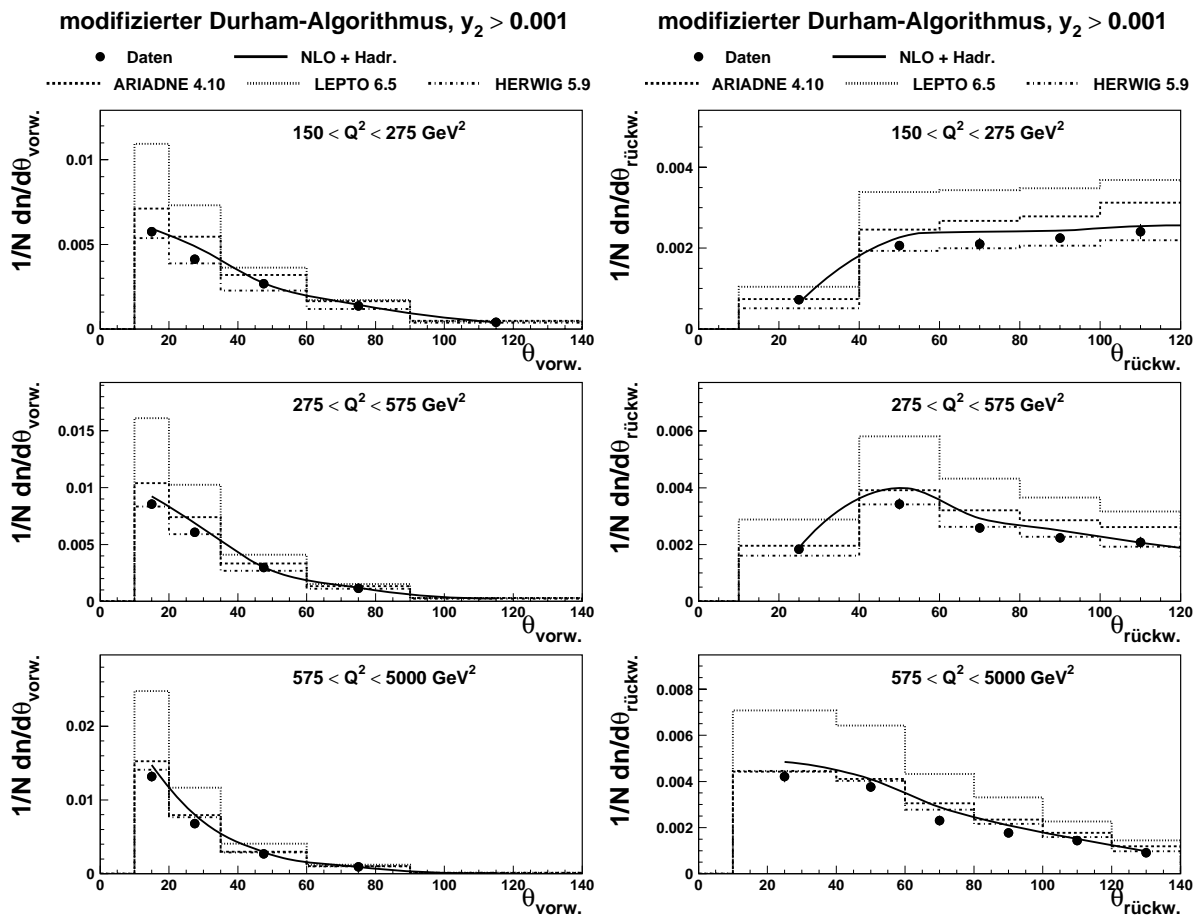 modifizierter Durham-Algorithmus, y2 > 0.001
Daten NLO + Hadr.
ARIADNE 4.10 LEPTO 6.5 HERWIG 5.9
1/N dn/dθvorw.
150 < Q2 < 275 GeV2
0.01
0.005
0
0 20 40 60 80 100 120 140
θvorw.
1/N dn/dθvorw.
275 < Q2 < 575 GeV2
0.015
0.01
0.005
0
0 20 40 60 80 100 120 140
θvorw.
1/N dn/dθvorw.
575 < Q2 < 5000 GeV2
0.02
0.01
0
0 20 40 60 80 100 120 140
θvorw.
modifizierter Durham-Algorithmus, y2 > 0.001
Daten NLO + Hadr.
ARIADNE 4.10 LEPTO 6.5 HERWIG 5.9
1/N dn/dθrückw.
150 < Q2 < 275 GeV2
0.004
0.002
0
0 20 40 60 80 100 120
θrückw.
1/N dn/dθrückw.
275 < Q2 < 575 GeV2
0.006
0.004
0.002
0
0 20 40 60 80 100 120 140
θrückw.
1/N dn/dθrückw.
575 < Q2 < 5000 GeV2
0.008
0.006
0.004
0.002
0
0 20 40 60 80 100 120 140
θrückw.